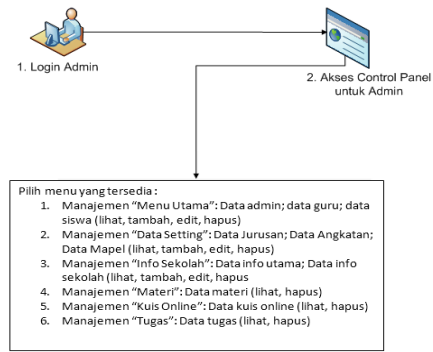 1. Login Admin
2. Akses Control Panel
untuk Admin
Pilih menu yang tersedia :
1. Manajemen “Menu Utama”: Data admin; data guru; data
siswa (lihat, tambah, edit, hapus)
2. Manajemen “Data Setting”: Data Jurusan; Data Angkatan;
Data Mapel (lihat, tambah, edit, hapus)
3. Manajemen “Info Sekolah”: Data info utama; Data info
sekolah (lihat, tambah, edit, hapus
4. Manajemen “Materi”: Data materi (lihat, hapus)
5. Manajemen “Kuis Online”: Data kuis online (lihat, hapus)
6. Manajemen “Tugas”: Data tugas (lihat, hapus)